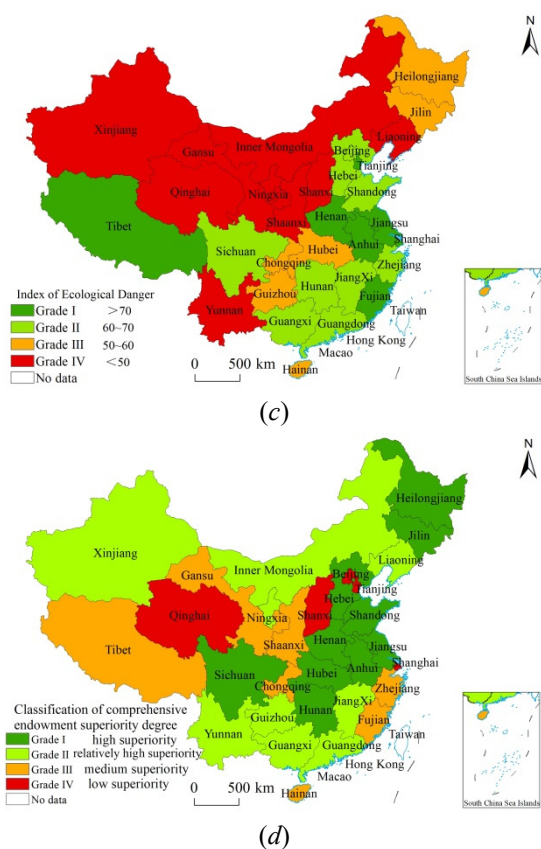 N
Heilongjiang
Jilin
Xinjiang
Inner Mongolia
Liaoning
Gansu
Beijing
Tianjing
Hebei
Qinghai
Ningxia
Shanxi
Shandong
Shaanxi
Henan
Jiangsu
Tibet
Anhui
Shanghai
Sichuan
Hubei
Chongqing
Zhejiang
JiangXi
Hunan
Index of Ecological Danger
Guizhou
Fujian
Grade I >70
Yunnan
Taiwan
Grade II 60~70
Guangxi
Guangdong
Grade III 50~60
Hong Kong
Grade IV <50
Macao
No data
0 500 km
Hainan
South China Sea Islands
(c)
N
Heilongjiang
Jilin
Xinjiang
Inner Mongolia
Liaoning
Gansu
Beijing
Tianjing
Hebei
Qinghai
Ningxia
Shanxi
Shandong
Shaanxi
Henan
Jiangsu
Tibet
Anhui
Shanghai
Sichuan
Hubei
Chongqing
Zhejiang
JiangXi
Hunan
Classification of comprehensive
endowment superiority degree
Guizhou
Fujian
Grade I high superiority
Yunnan
Taiwan
Grade II relatively high superiority
Guangxi
Guangdong
Grade III medium superiority
Hong Kong
Grade IV low superiority
Macao
No data
0 500 km
Hainan
South China Sea Islands
(d)